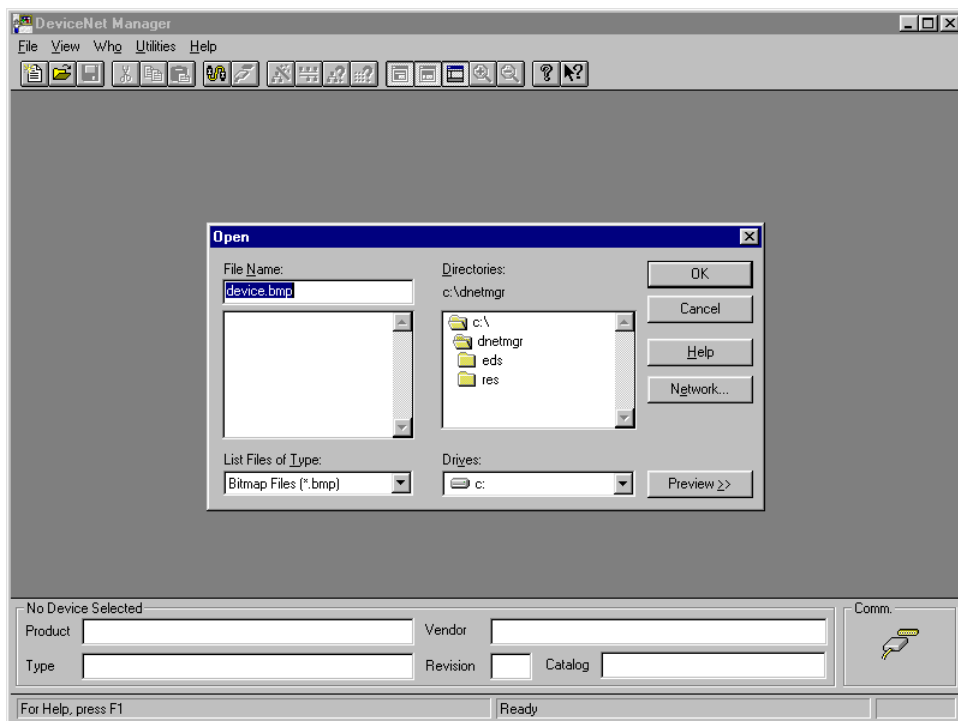 DeviceNet Manager
File View Who Utilities Help
Open
File Name:
device.bmp
Directories:
c:\dnetmgr
c:\
dnetmgr
eds
res
OK
Cancel
Help
Network...
List Files of Type:
Bitmap Files (*.bmp)
Drives:
c:
Preview >>
No Device Selected
Product
Vendor
Type
Revision
Catalog
Comm.
For Help, press F1
Ready